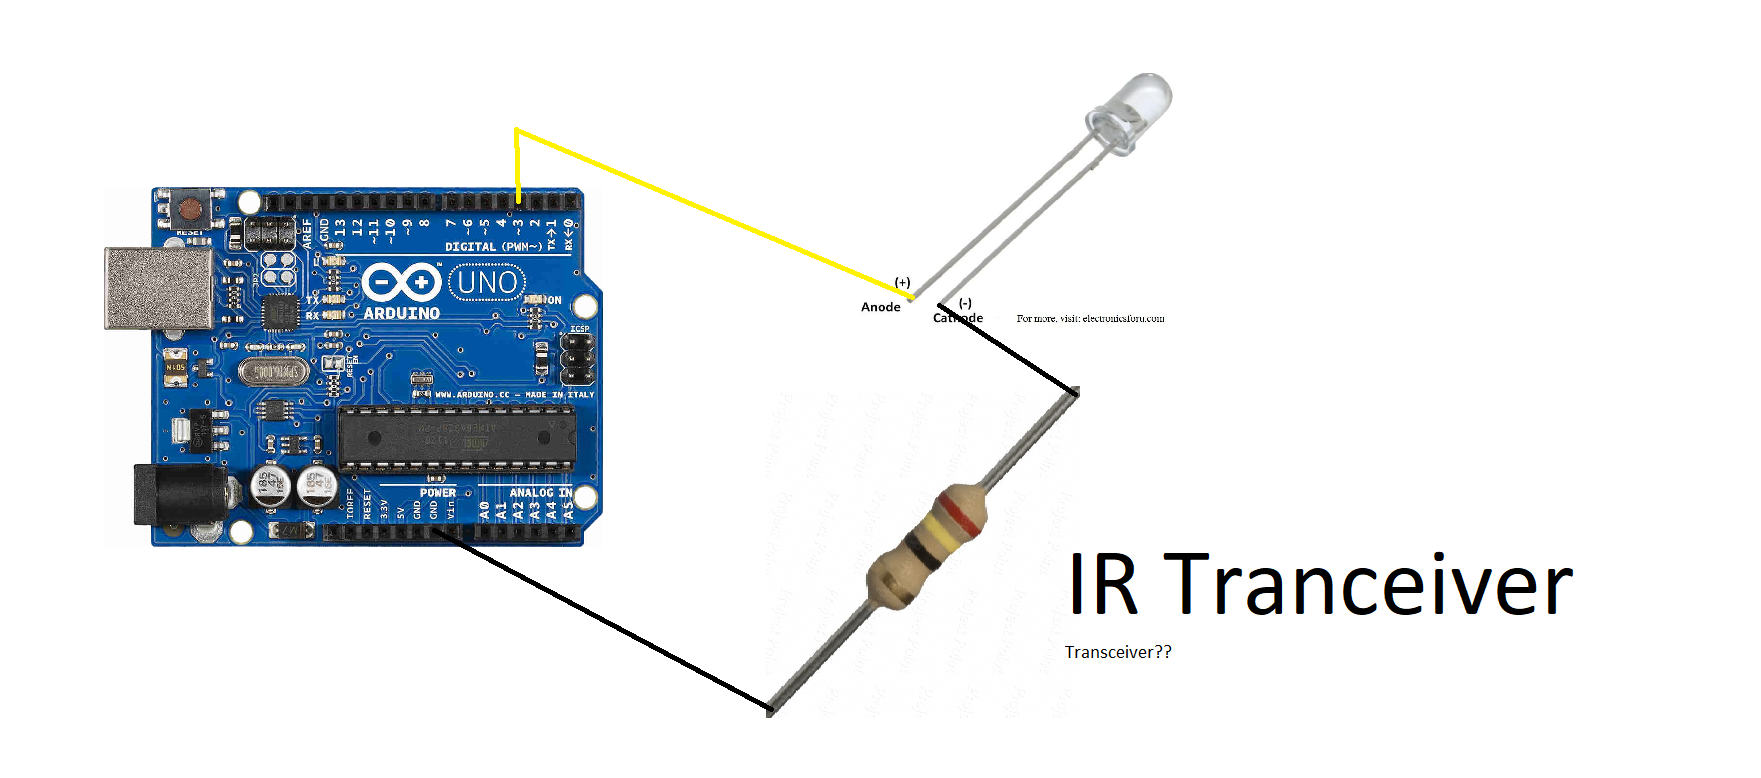 RESET
AREF
GND
13
12
~11
~10
~9
8
7
~6
~5
4
~3
2
TX→1
RX←0
DIGITAL (PWM~)
UNO
ARDUINO
TX
RX
ON
ICSP
RESET
EN
WWW.ARDUINO.CC - MADE IN ITALY
IOREF
RESET
3.3V
5V
GND
GND
Vin
POWER
ANALOG IN
A0
A1
A2
A3
A4
A5
(+)
Anode
(-)
Cathode
For more, visit: electronicsforu.com
IR Tranceiver
Transceiver??